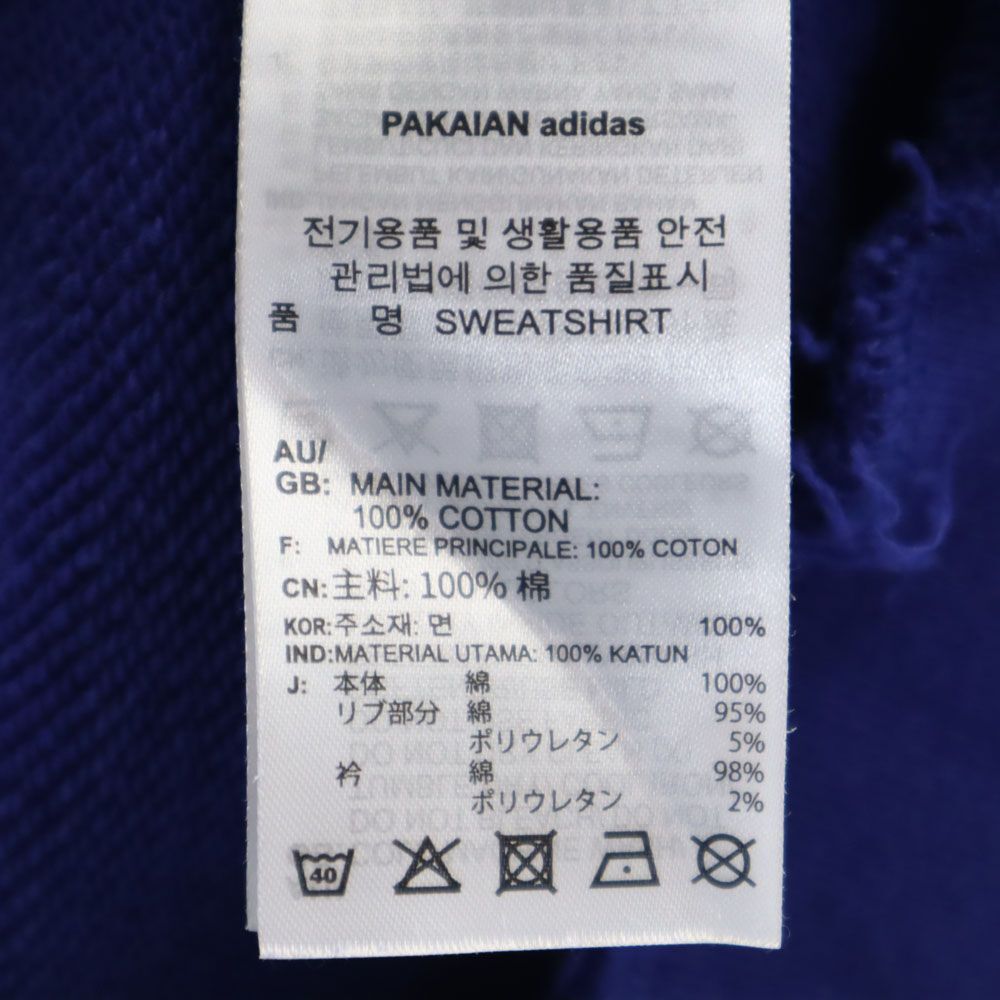 PAKAIAN adidas
전기용품 및 생활용품 안전
관리법에 의한 품질표시
품 명 SWEATSHIRT
AU/
GB: MAIN MATERIAL:
100% COTTON
F: MATIERE PRINCIPALE: 100% COTON
CN: 主料: 100% 棉
KOR: 주소재: 면 100%
IND: MATERIAL UTAMA: 100% KATUN
J: 本体 綿 100%
リブ部分 綿 95%
ポリウレタン 5%
衿 綿 98%
ポリウレタン 2%
40